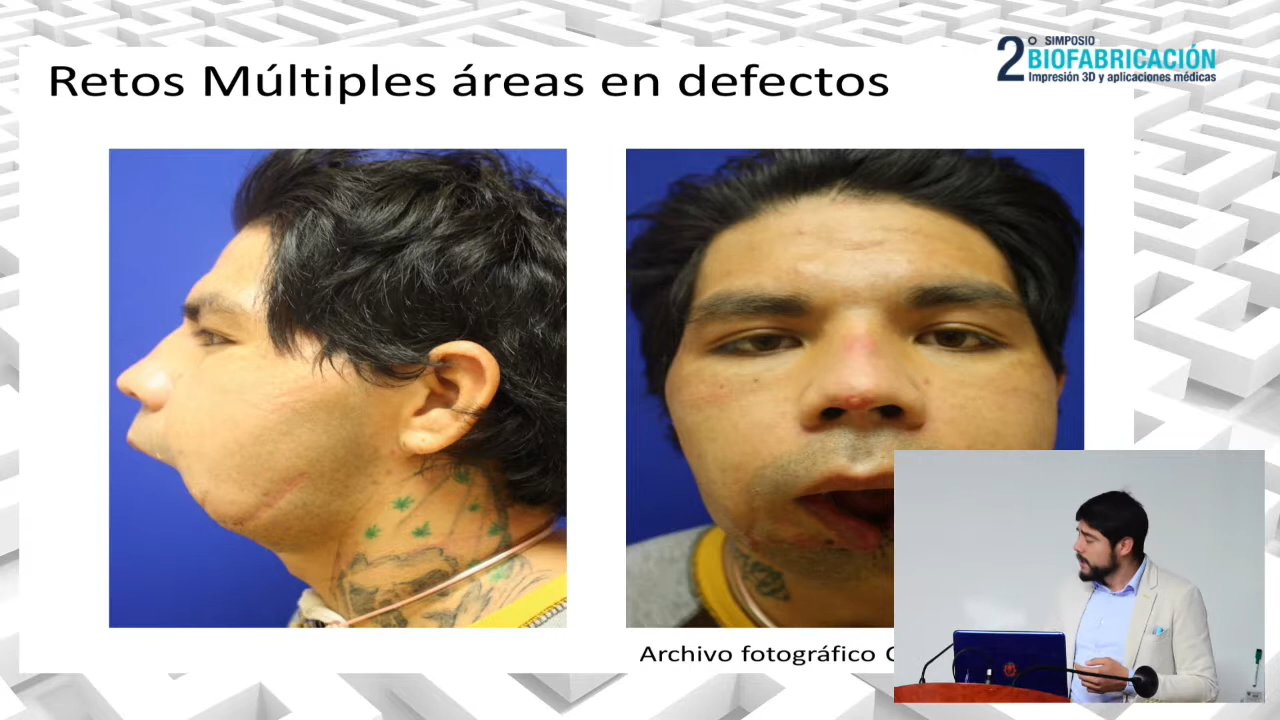 Retos Múltiples áreas en defectos
2° SIMPOSIO
BIOFABRICACIÓN
Impresión 3D y aplicaciones médicas
Archivo fotográfico